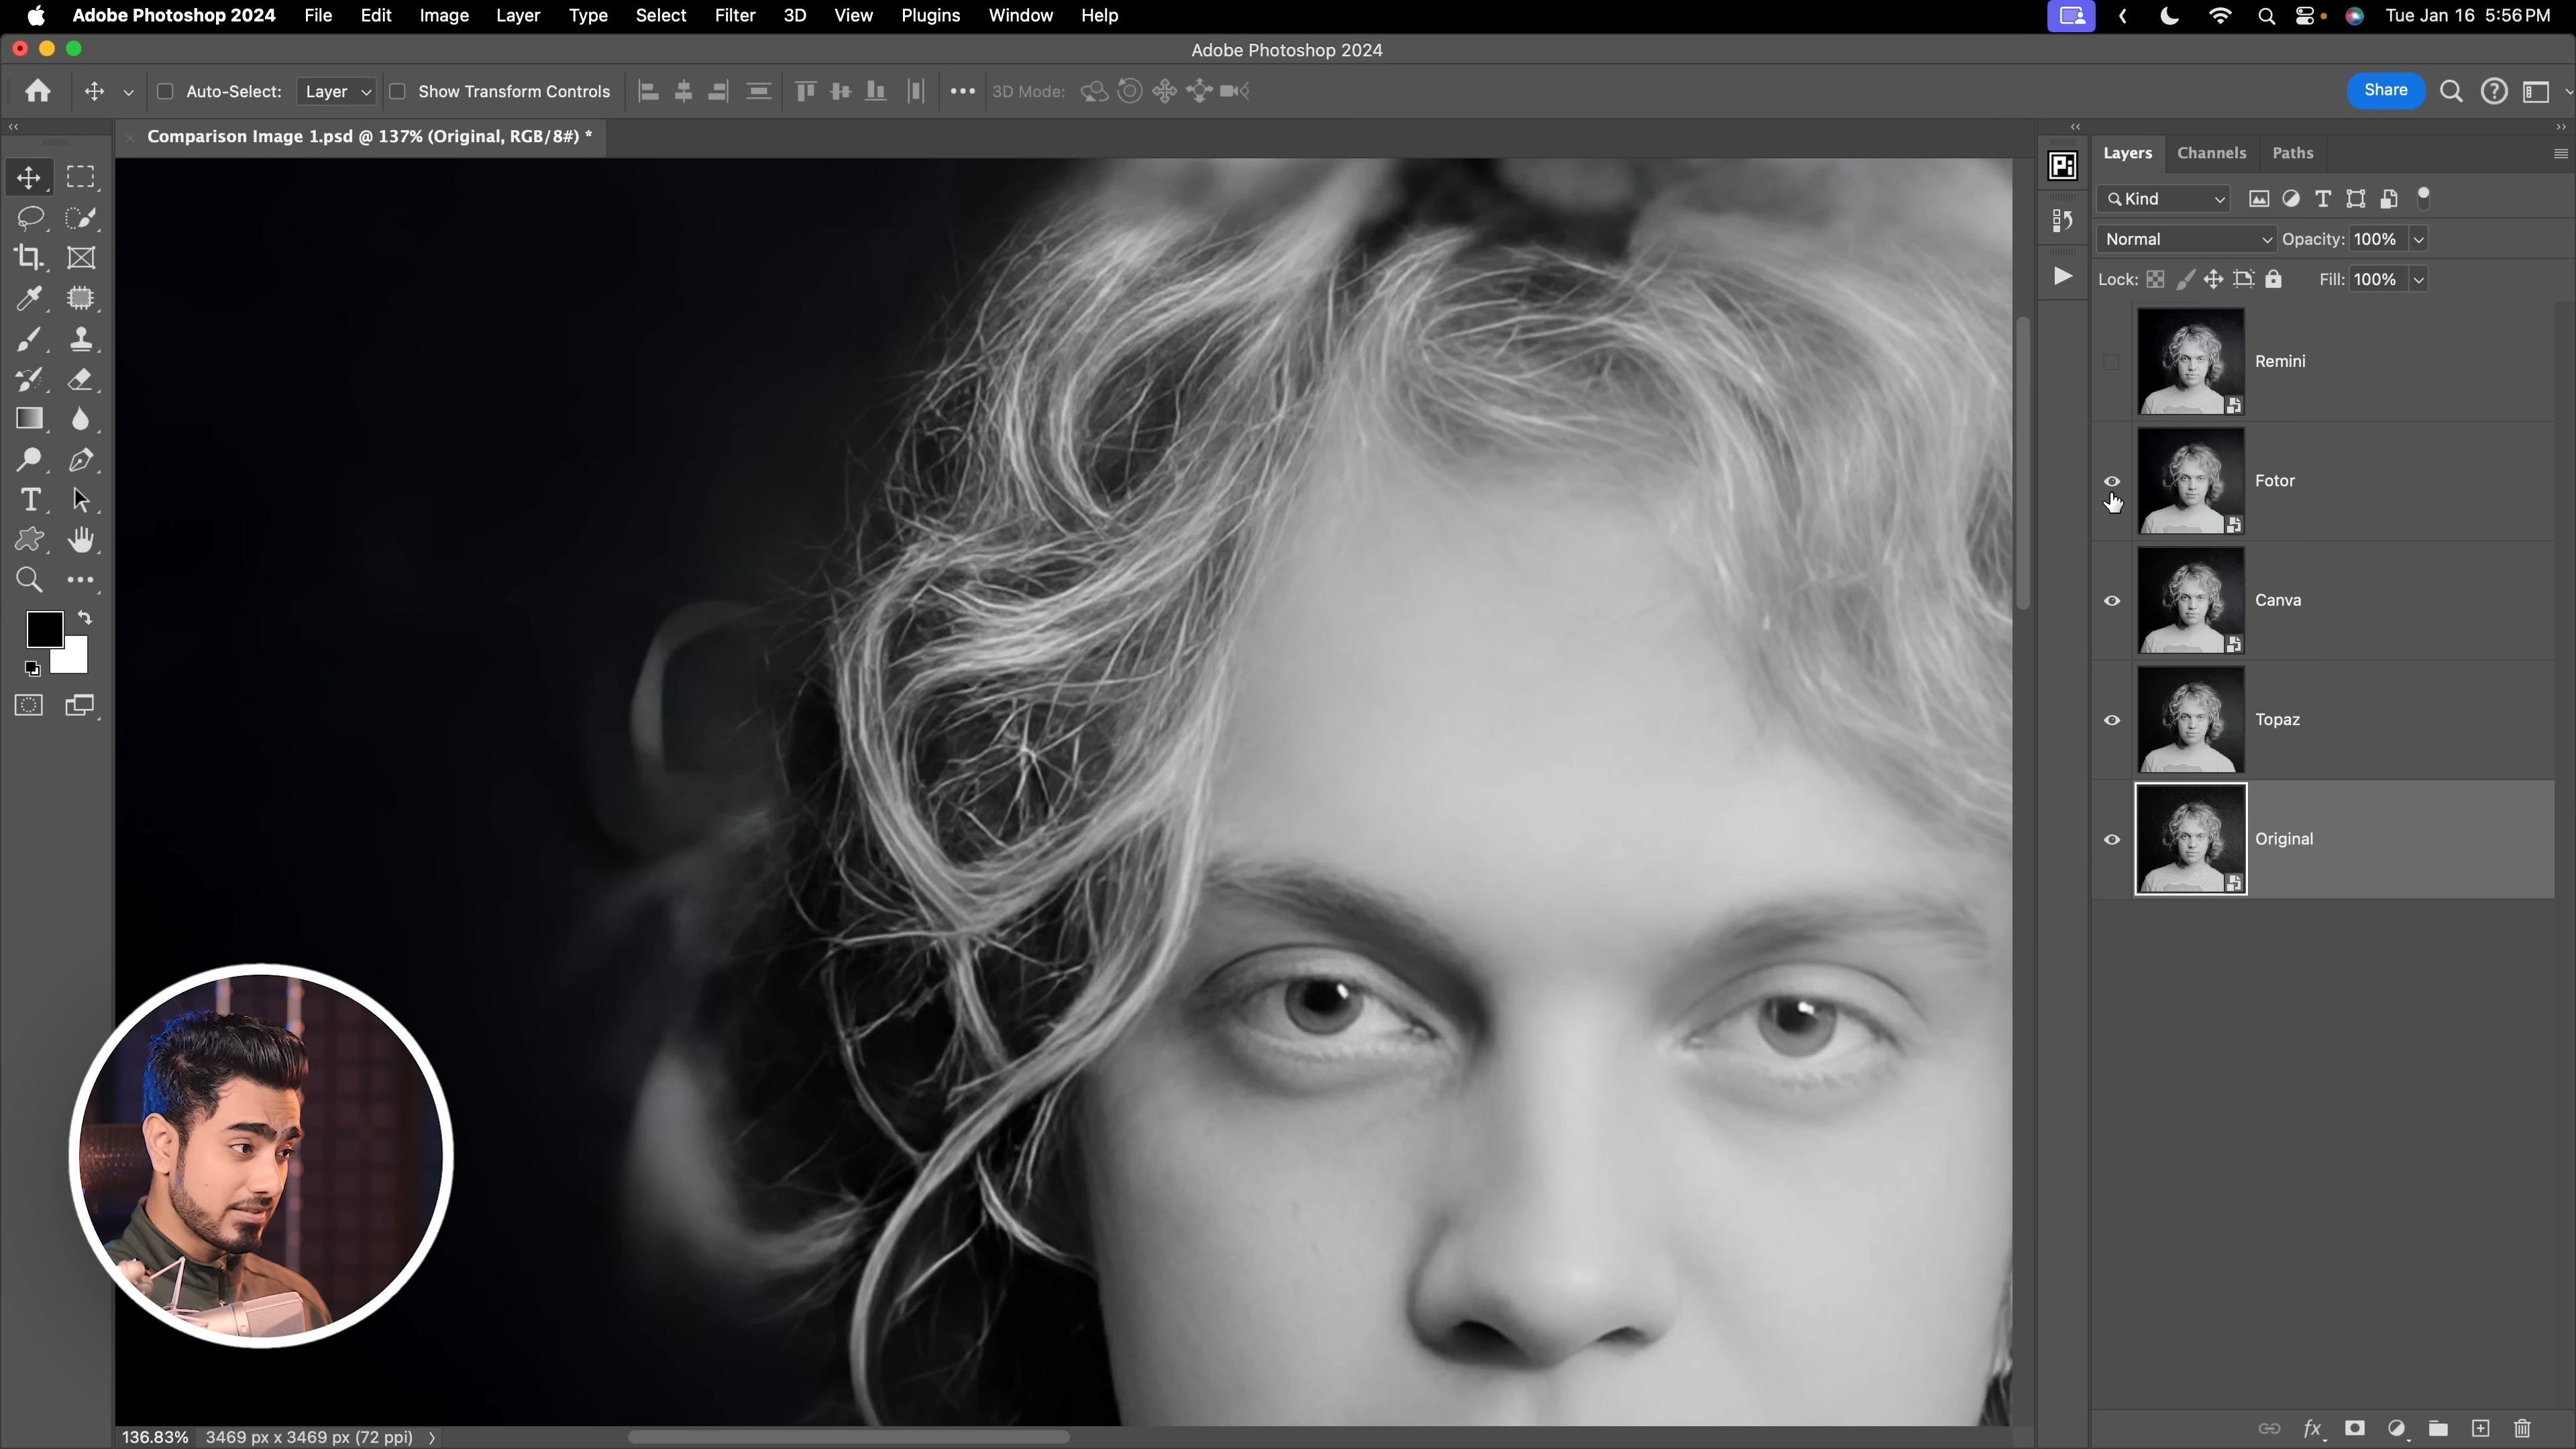 Adobe Photoshop 2024 File Edit Image Layer Type Select Filter 3D View Plugins Window Help Tue Jan 16 5:56 PM
Adobe Photoshop 2024
Auto-Select: Layer Show Transform Controls 3D Mode: Share
Comparison Image 1.psd @ 137% (Original, RGB/8#) *
Layers Channels Paths
Kind
Normal Opacity: 100%
Lock: Fill: 100%
Remini
Fotor
Canva
Topaz
Original
136.83% 3469 px x 3469 px (72 ppi)
fx